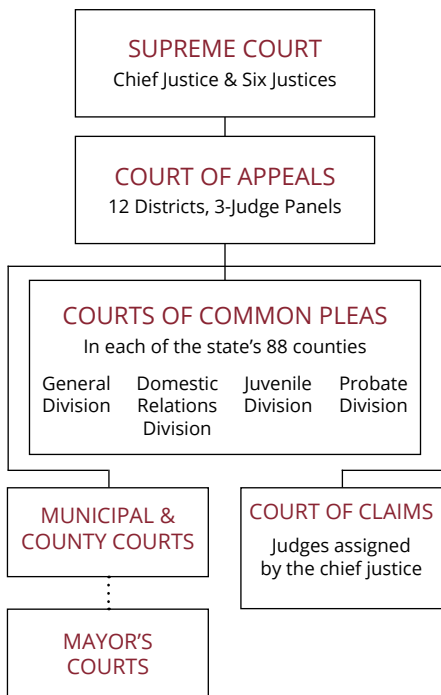 SUPREME COURT
Chief Justice & Six Justices
COURT OF APPEALS
12 Districts, 3-Judge Panels
COURTS OF COMMON PLEAS
In each of the state’s 88 counties
General
Division
Domestic
Relations
Division
Juvenile
Division
Probate
Division
MUNICIPAL &
COUNTY COURTS
COURT OF CLAIMS
Judges assigned
by the chief justice
MAYOR’S
COURTS